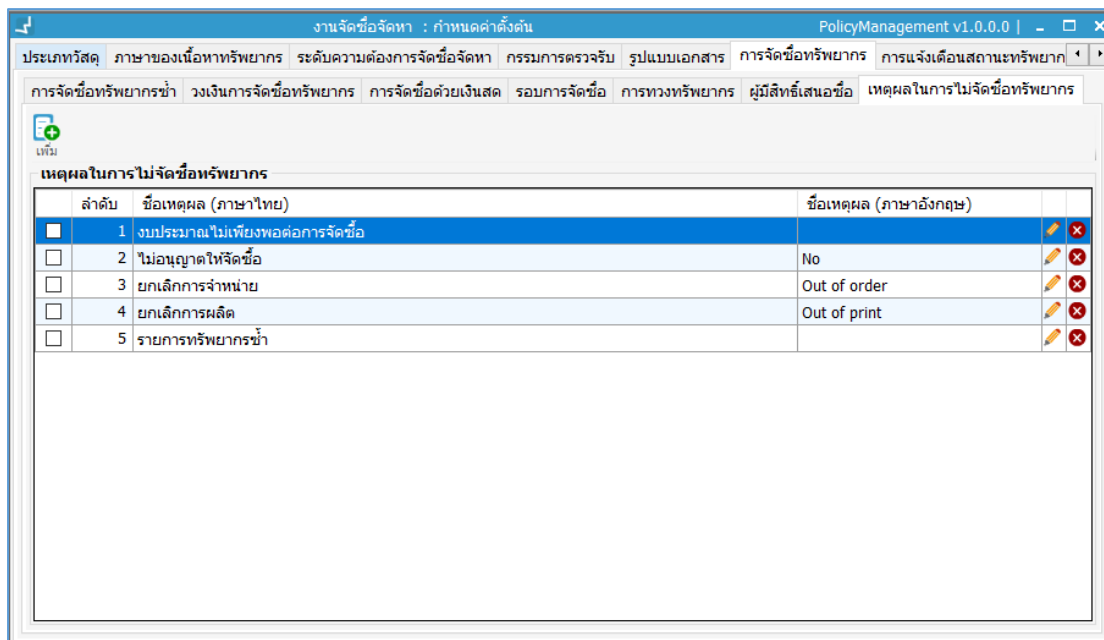 งานจัดซื้อจัดหา : กำหนดค่าตั้งต้น PolicyManagement v1.0.0.0 |
ประเภทวัสดุ ภาษาของเนื้อหาทรัพยากร ระดับความต้องการจัดซื้อจัดหา กรรมการตรวจรับ รูปแบบเอกสาร การจัดซื้อทรัพยากร การแจ้งเตือนสถานะทรัพยาก
การจัดซื้อทรัพยากรซ้ำ วงเงินการจัดซื้อทรัพยากร การจัดซื้อด้วยเงินสด รอบการจัดซื้อ การทวงทรัพยากร ผู้มีสิทธิ์เสนอซื้อ เหตุผลในการไม่จัดซื้อทรัพยากร
เพิ่ม
เหตุผลในการไม่จัดซื้อทรัพยากร
ลำดับ ชื่อเหตุผล (ภาษาไทย) ชื่อเหตุผล (ภาษาอังกฤษ)
1 งบประมาณไม่เพียงพอต่อการจัดซื้อ
2 ไม่อนุญาตให้จัดซื้อ No
3 ยกเลิกการจำหน่าย Out of order
4 ยกเลิกการผลิต Out of print
5 รายการทรัพยากรซ้ำ